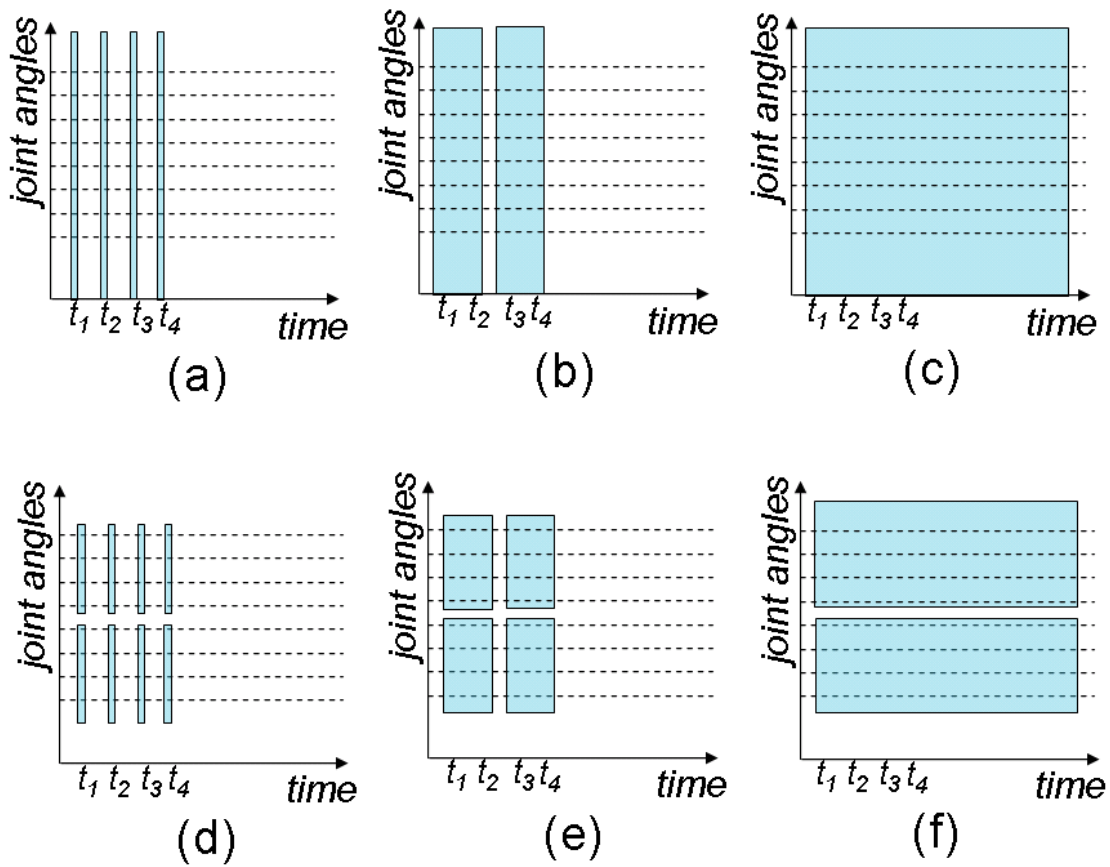 joint angles
t1 t2 t3 t4
time
(a)
joint angles
t1 t2 t3 t4
time
(b)
joint angles
t1 t2 t3 t4
time
(c)
joint angles
t1 t2 t3 t4
time
(d)
joint angles
t1 t2 t3 t4
time
(e)
joint angles
t1 t2 t3 t4
time
(f)